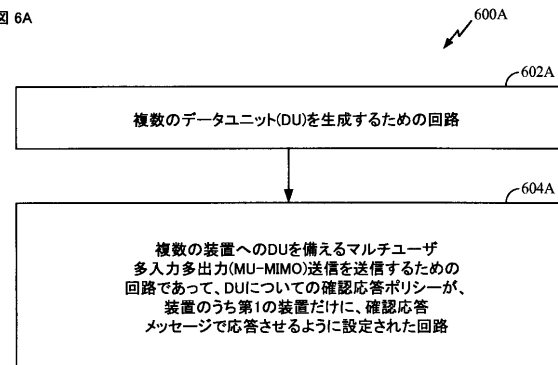 図 6A
600A
602A
複数のデータユニット(DU)を生成するための回路
604A
複数の装置へのDUを備えるマルチユーザ
多入力多出力(MU-MIMO)送信を送信するための
回路であって、DUについての確認応答ポリシーが、
装置のうち第1の装置だけに、確認応答
メッセージで応答させるように設定された回路